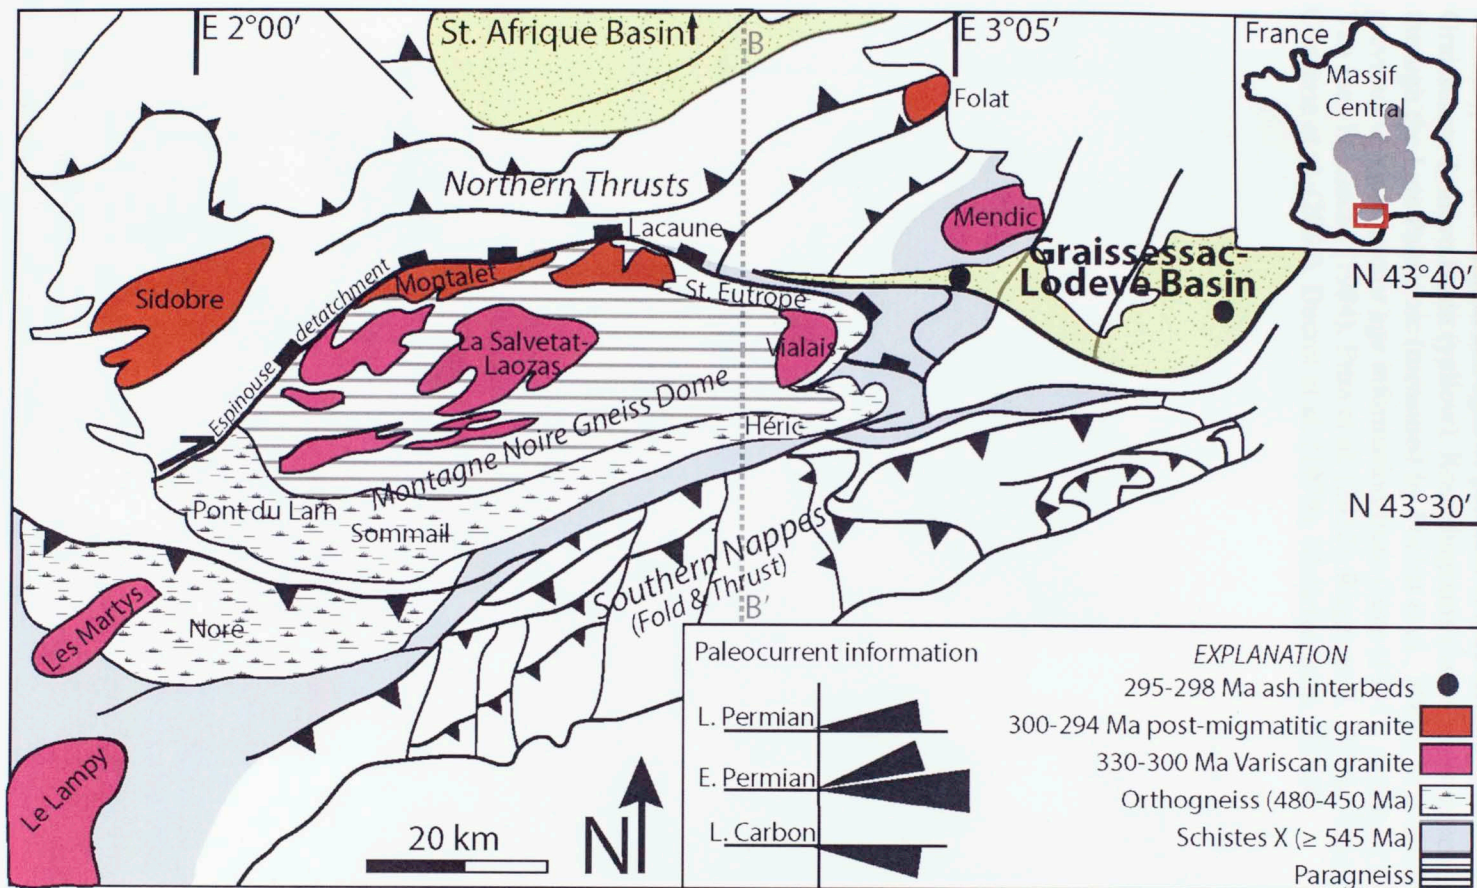 E 2°00′
St. Afrique Basin
B
E 3°05′
France
Massif
Central
Folat
Northern Thrusts
Mendic
Lacaune
Graissessac-
Lodeve Basin
N 43°40′
Sidobre
Montalet
St. Eutrope
Espinouse detatchment
La Salvetat-
Laozas
Vialais
Montagne Noire Gneiss Dome
Héric
Pont du Larn
Sommail
N 43°30′
Southern Nappes
(Fold & Thrust)
B′
Les Martys
Nore
Le Lampy
20 km
N
Paleocurrent information
L. Permian
E. Permian
L. Carbon
EXPLANATION
295-298 Ma ash interbeds
300-294 Ma post-migmatitic granite
330-300 Ma Variscan granite
Orthogneiss (480-450 Ma)
Schistes X (≥ 545 Ma)
Paragneiss